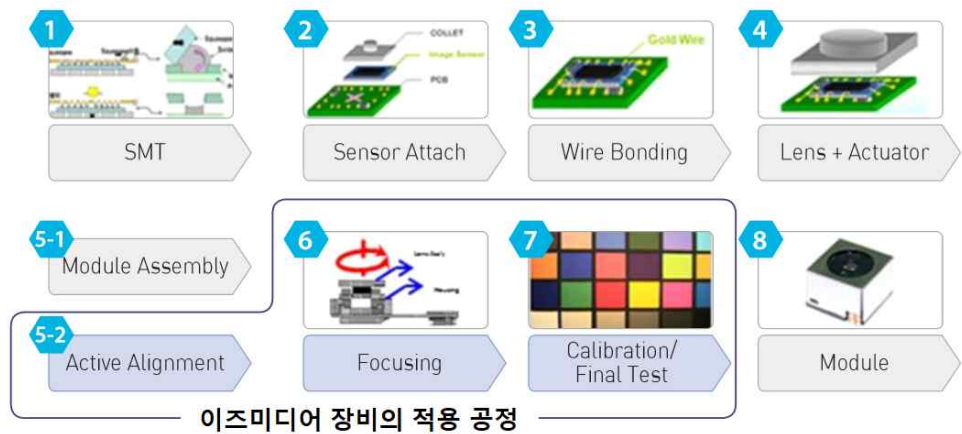 1
SMT
2
COLLET
Image Sensor
PCB
Sensor Attach
3
Gold Wire
Wire Bonding
4
Lens + Actuator
5-1
Module Assembly
5-2
Active Alignment
6
Housing
Focusing
7
Calibration/
Final Test
8
Module
이즈미디어 장비의 적용 공정